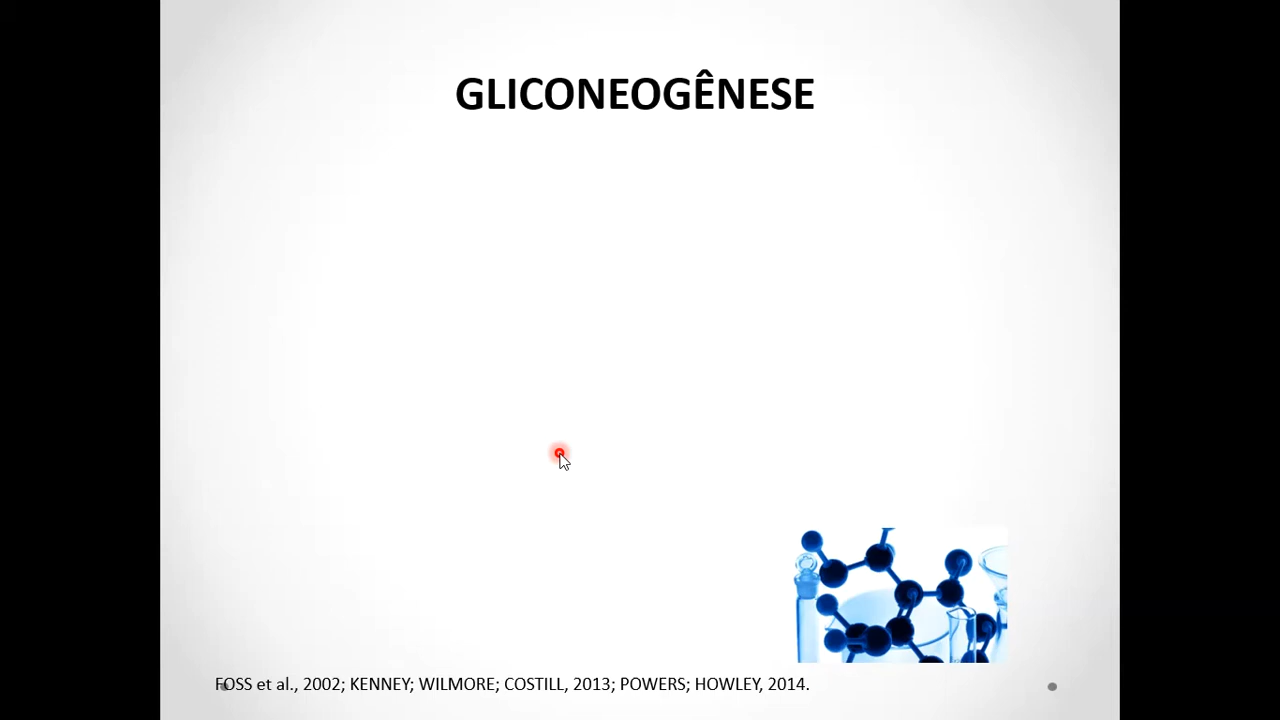 GLICONEOGÊNESE
FOSS et al., 2002; KENNEY; WILMORE; COSTILL, 2013; POWERS; HOWLEY, 2014.